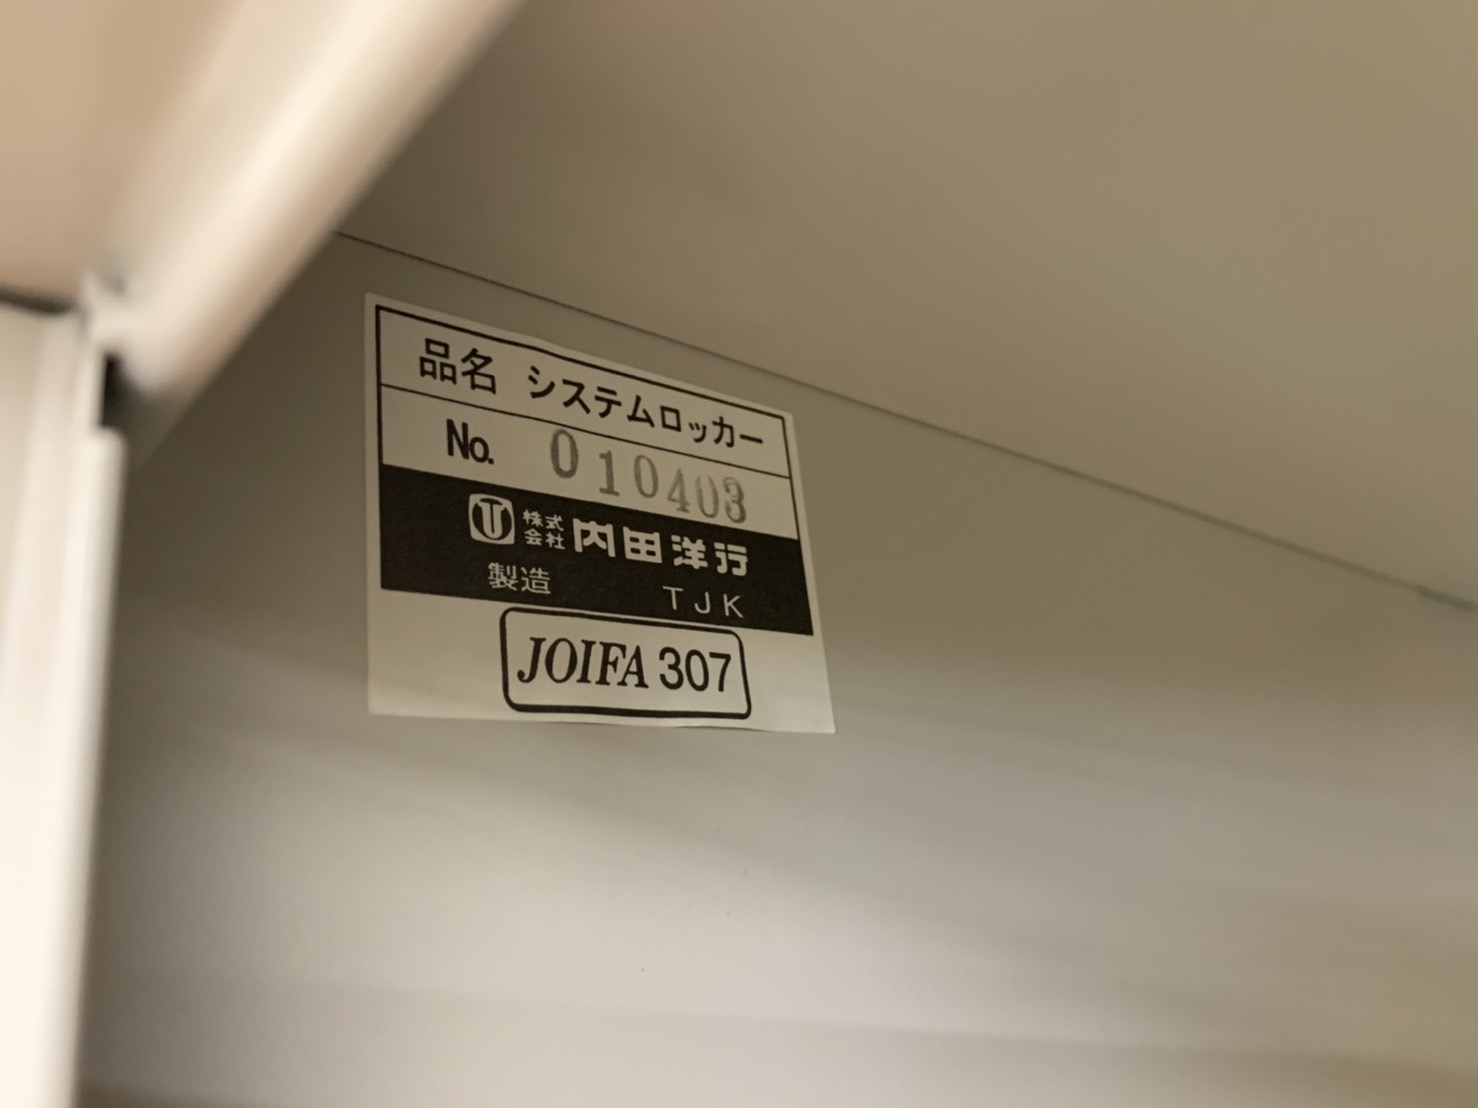 品名 システムロッカー
No. 010403
株式会社 内田洋行
製造 TJK
JOIFA 307